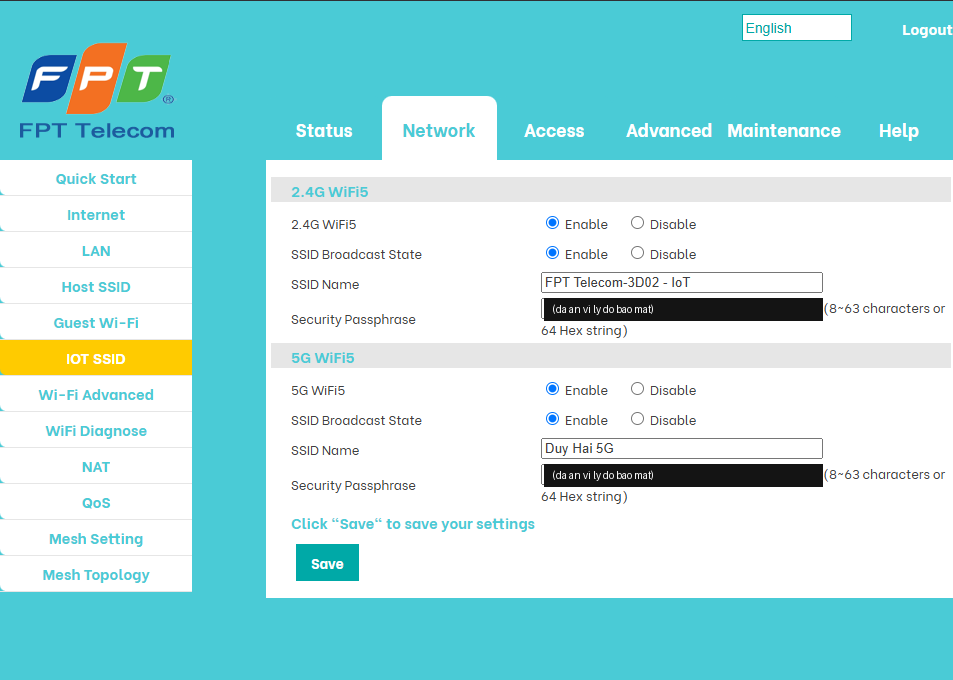 English
Logout
FPT®
FPT Telecom
Status Network Access Advanced Maintenance Help
Quick Start
Internet
LAN
Host SSID
Guest Wi-Fi
IOT SSID
Wi-Fi Advanced
WiFi Diagnose
NAT
QoS
Mesh Setting
Mesh Topology
2.4G WiFi5
2.4G WiFi5 Enable Disable
SSID Broadcast State Enable Disable
SSID Name FPT Telecom-3D02 - IoT
Security Passphrase (da an vi ly do bao mat) (8~63 characters or
64 Hex string)
5G WiFi5
5G WiFi5 Enable Disable
SSID Broadcast State Enable Disable
SSID Name Duy Hai 5G
Security Passphrase (da an vi ly do bao mat) (8~63 characters or
64 Hex string)
Click "Save" to save your settings
Save